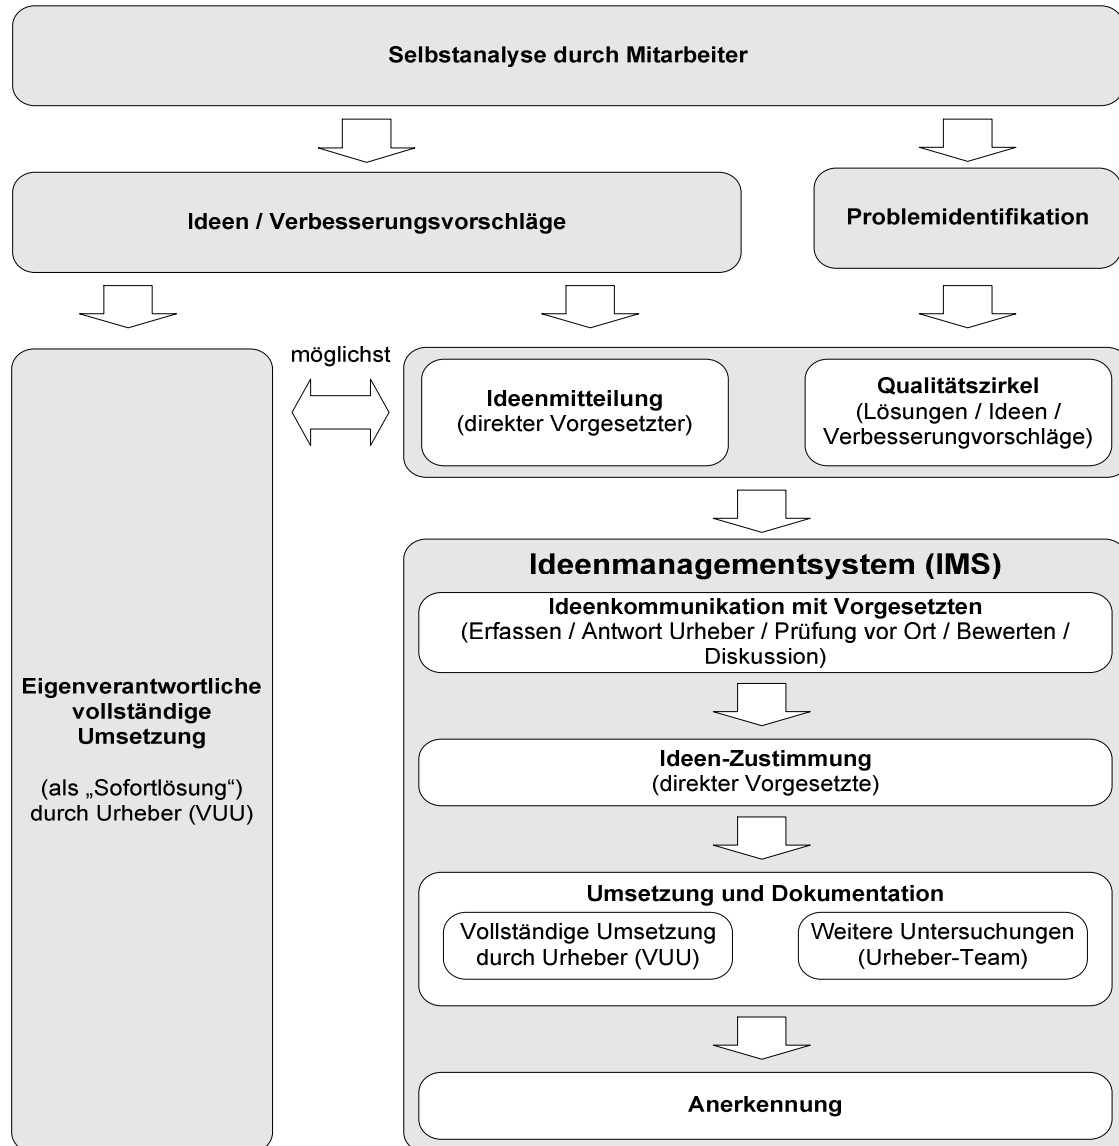 Selbstanalyse durch Mitarbeiter
Ideen / Verbesserungsvorschläge
Problemidentifikation
möglichst
Ideenmitteilung
(direkter Vorgesetzter)
Qualitätszirkel
(Lösungen / Ideen /
Verbesserungvorschläge)
Eigenverantwortliche
vollständige
Umsetzung
(als „Sofortlösung“)
durch Urheber (VUU)
Ideenmanagementsystem (IMS)
Ideenkommunikation mit Vorgesetzten
(Erfassen / Antwort Urheber / Prüfung vor Ort / Bewerten /
Diskussion)
Ideen-Zustimmung
(direkter Vorgesetzte)
Umsetzung und Dokumentation
Vollständige Umsetzung
durch Urheber (VUU)
Weitere Untersuchungen
(Urheber-Team)
Anerkennung